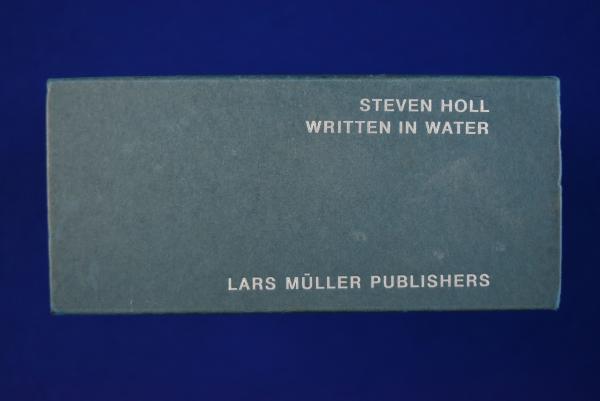 STEVEN HOLL
WRITTEN IN WATER
LARS MÜLLER PUBLISHERS